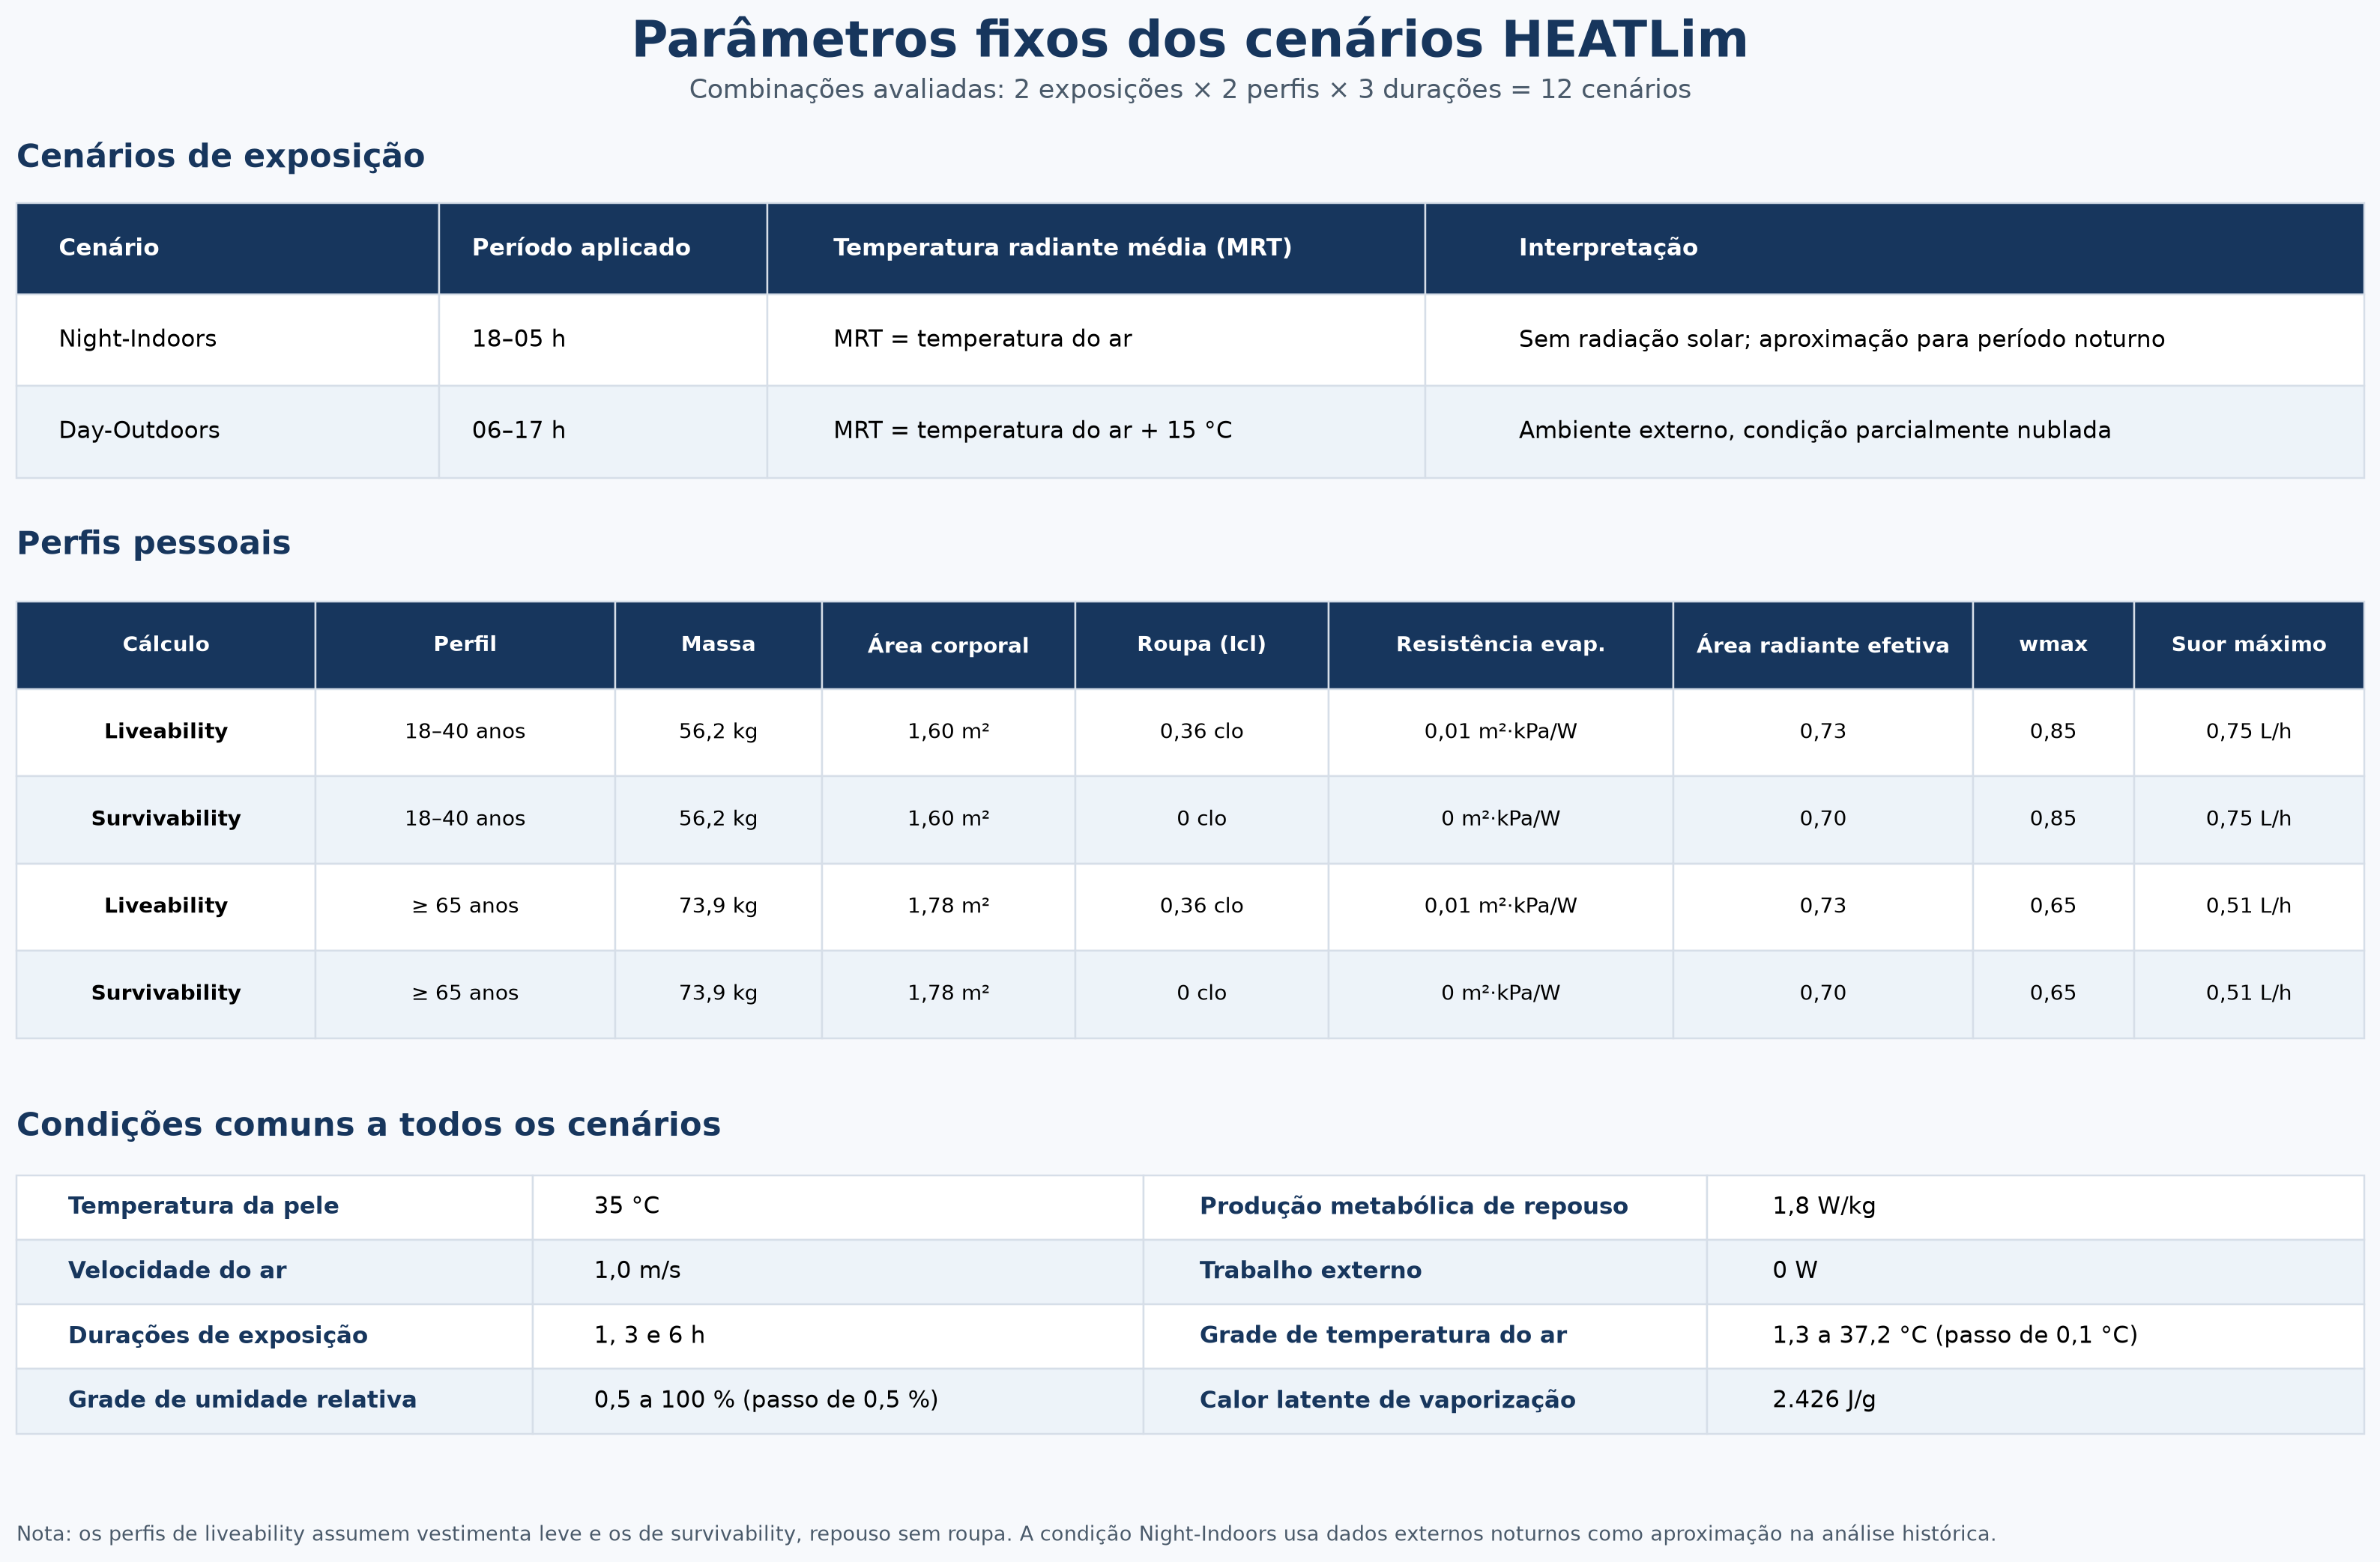 Parâmetros fixos dos cenários HEATLim
Combinações avaliadas: 2 exposições × 2 perfis × 3 durações = 12 cenários
Cenários de exposição
Cenário Período aplicado Temperatura radiante média (MRT) Interpretação
Night-Indoors 18–05 h MRT = temperatura do ar Sem radiação solar; aproximação para período noturno
Day-Outdoors 06–17 h MRT = temperatura do ar + 15 °C Ambiente externo, condição parcialmente nublada
Perfis pessoais
Cálculo Perfil Massa Área corporal Roupa (Icl) Resistência evap. Área radiante efetiva wmax Suor máximo
Liveability 18–40 anos 56,2 kg 1,60 m² 0,36 clo 0,01 m²·kPa/W 0,73 0,85 0,75 L/h
Survivability 18–40 anos 56,2 kg 1,60 m² 0 clo 0 m²·kPa/W 0,70 0,85 0,75 L/h
Liveability ≥ 65 anos 73,9 kg 1,78 m² 0,36 clo 0,01 m²·kPa/W 0,73 0,65 0,51 L/h
Survivability ≥ 65 anos 73,9 kg 1,78 m² 0 clo 0 m²·kPa/W 0,70 0,65 0,51 L/h
Condições comuns a todos os cenários
Temperatura da pele 35 °C Produção metabólica de repouso 1,8 W/kg
Velocidade do ar 1,0 m/s Trabalho externo 0 W
Durações de exposição 1, 3 e 6 h Grade de temperatura do ar 1,3 a 37,2 °C (passo de 0,1 °C)
Grade de umidade relativa 0,5 a 100 % (passo de 0,5 %) Calor latente de vaporização 2.426 J/g
Nota: os perfis de liveability assumem vestimenta leve e os de survivability, repouso sem roupa. A condição Night-Indoors usa dados externos noturnos como aproximação na análise histórica.